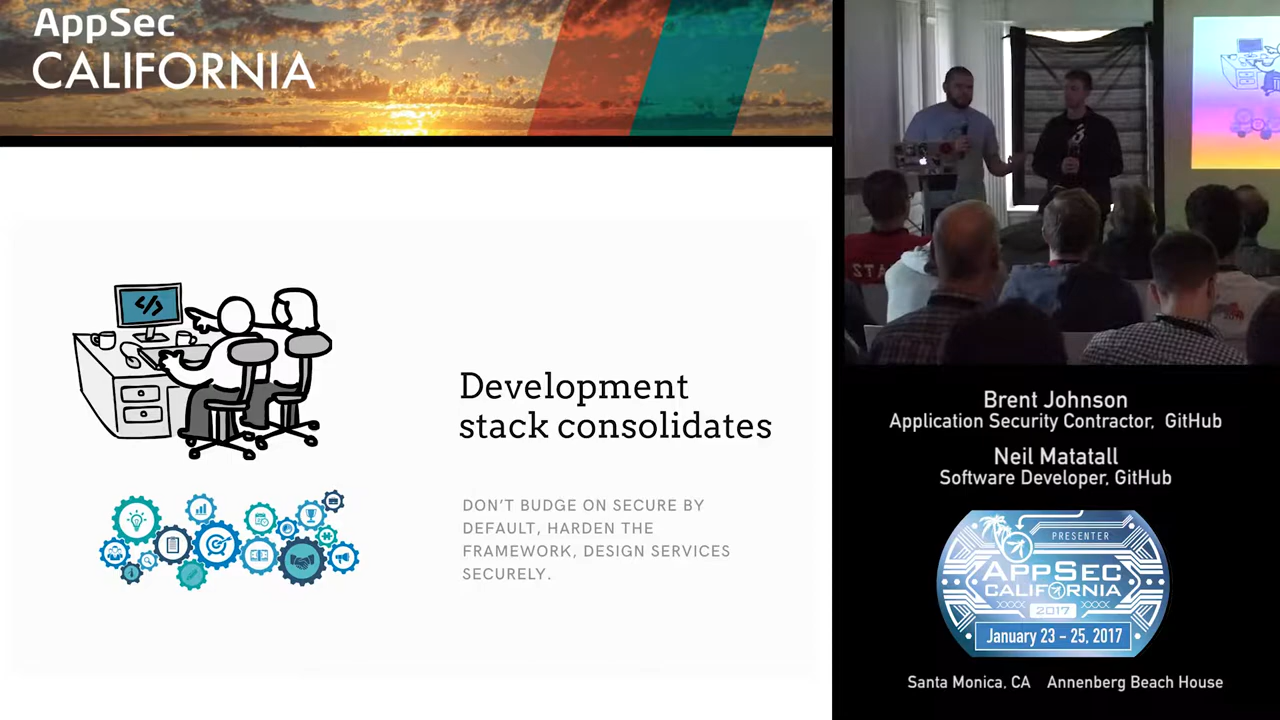 AppSec
CALIFORNIA
</>
Development
stack consolidates
DON'T BUDGE ON SECURE BY
DEFAULT, HARDEN THE
FRAMEWORK, DESIGN SERVICES
SECURELY.
STA
Brent Johnson
Application Security Contractor, GitHub
Neil Matatall
Software Developer, GitHub
PRESENTER
APPSEC
CALIFORNIA
2017
January 23 - 25, 2017
Santa Monica, CA Annenberg Beach House